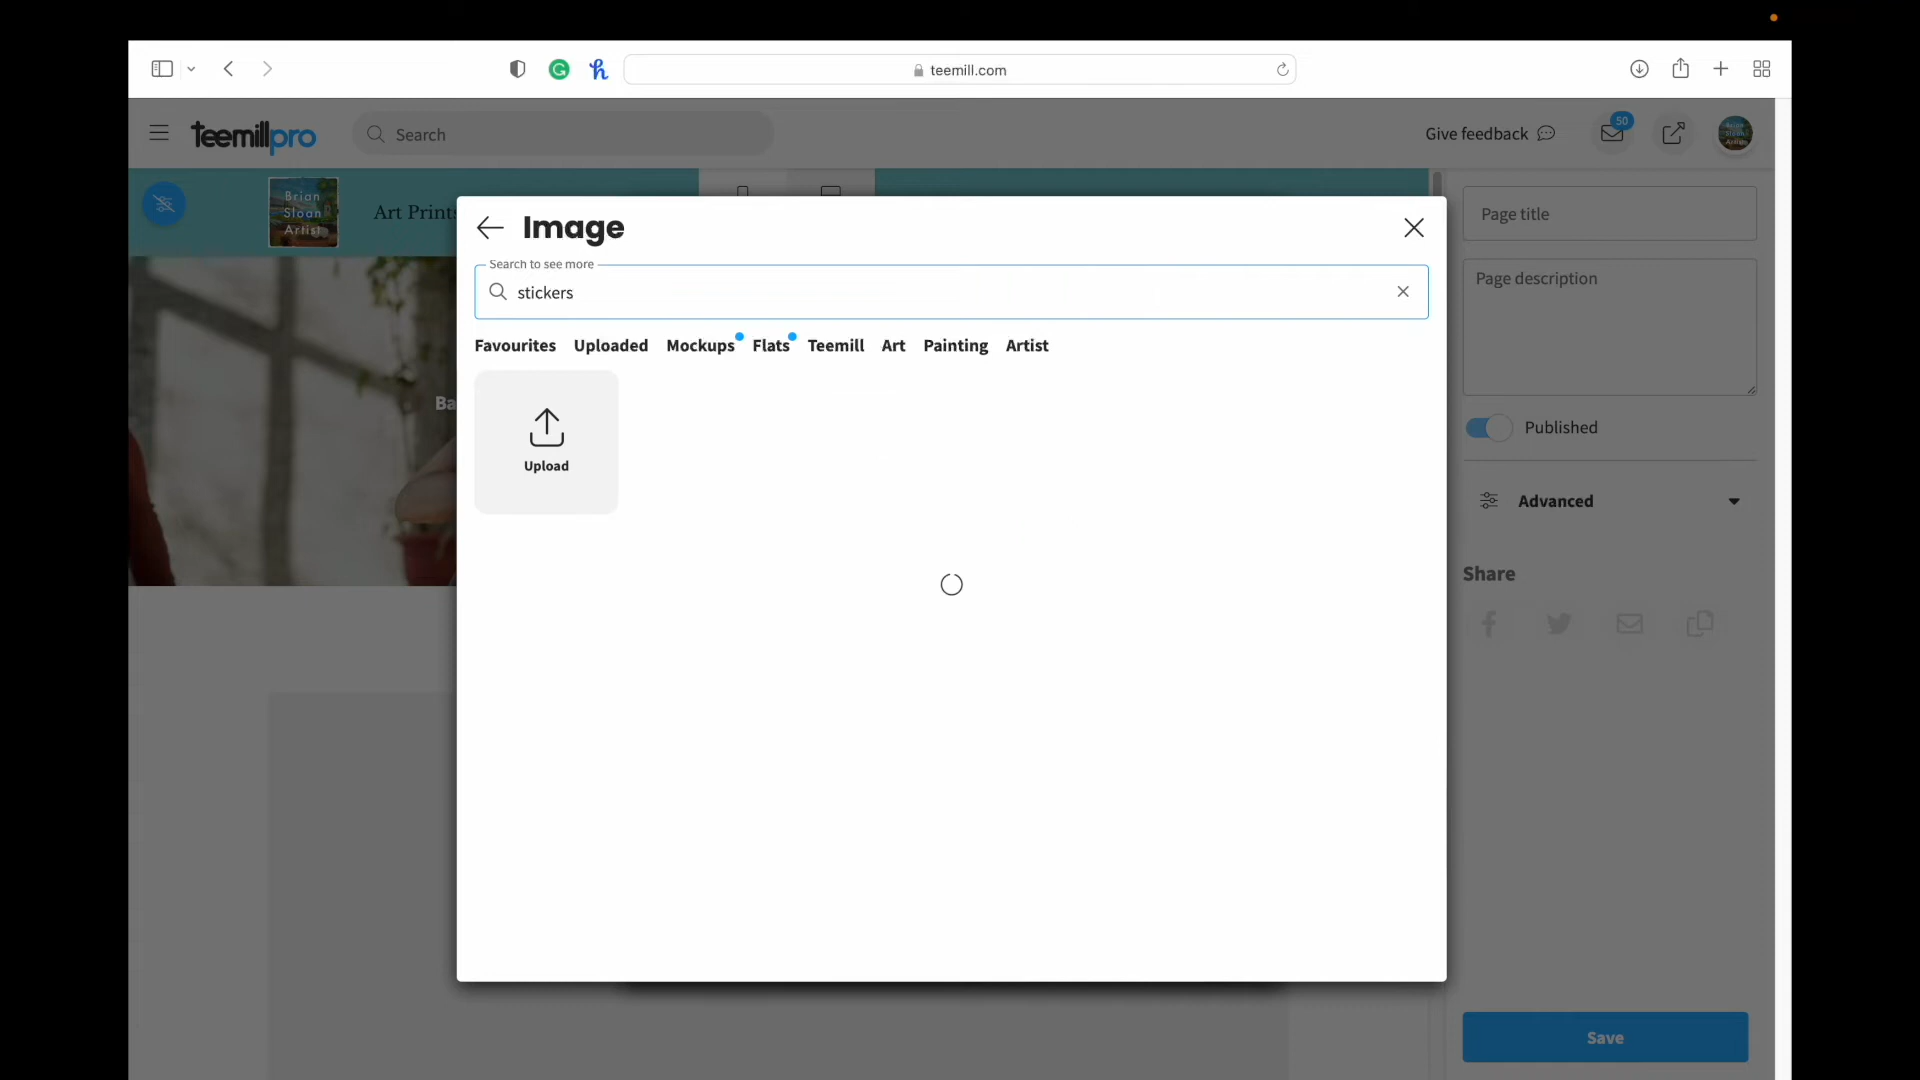 teemill.com
teemillpro
Search
Give feedback
50
Brian
Sloan
Artist
Art Prints
Image
Search to see more
stickers
Favourites Uploaded Mockups Flats Teemill Art Painting Artist
Upload
Ba
Page title
Page description
Published
Advanced
Share
Save